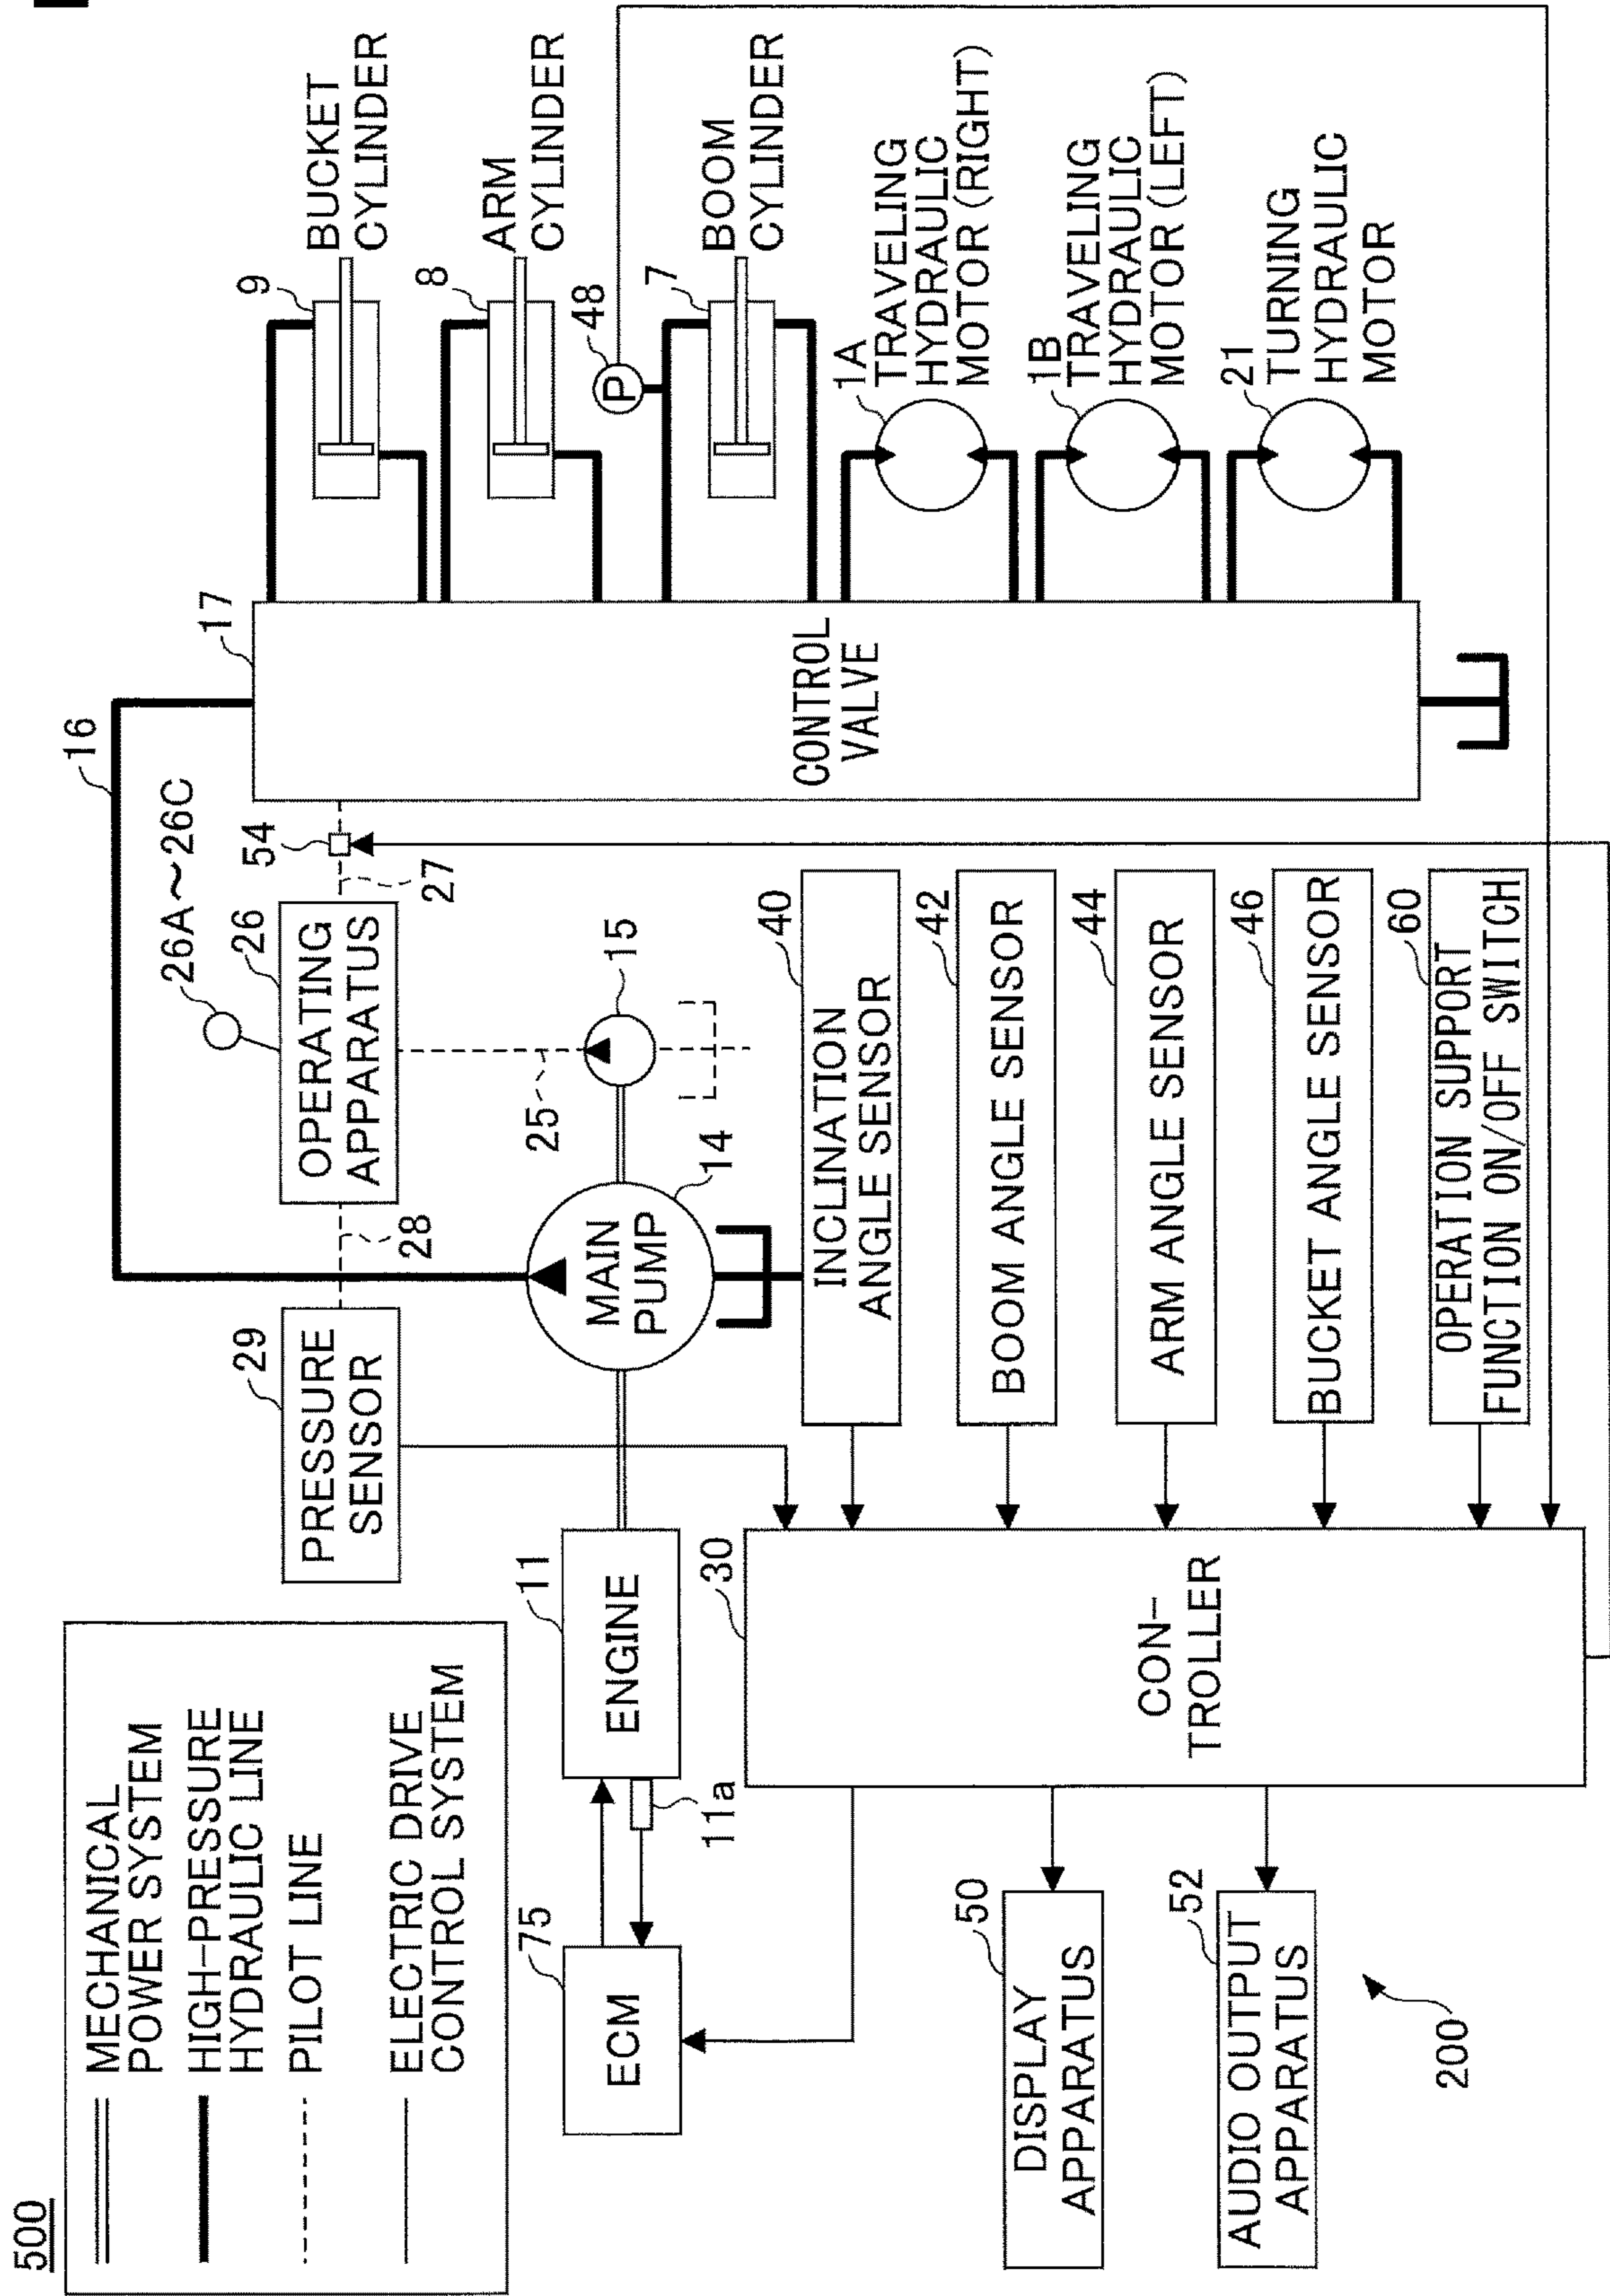 500
MECHANICAL
POWER SYSTEM
HIGH-PRESSURE
HYDRAULIC LINE
PILOT LINE
ELECTRIC DRIVE
CONTROL SYSTEM
16
17
9
BUCKET
CYLINDER
8
ARM
CYLINDER
48
P
7
BOOM
CYLINDER
1A
TRAVELING
HYDRAULIC
MOTOR (RIGHT)
1B
TRAVELING
HYDRAULIC
MOTOR (LEFT)
21
TURNING
HYDRAULIC
MOTOR
CONTROL
VALVE
26A~26C
54
27
26
OPERATING
APPARATUS
28
29
PRESSURE
SENSOR
25
15
14
MAIN
PUMP
11
ENGINE
11a
75
ECM
40
INCLINATION
ANGLE SENSOR
42
BOOM ANGLE SENSOR
44
ARM ANGLE SENSOR
46
BUCKET ANGLE SENSOR
60
OPERATION SUPPORT
FUNCTION ON/OFF SWITCH
30
CON-
TROLLER
50
DISPLAY
APPARATUS
52
AUDIO OUTPUT
APPARATUS
200